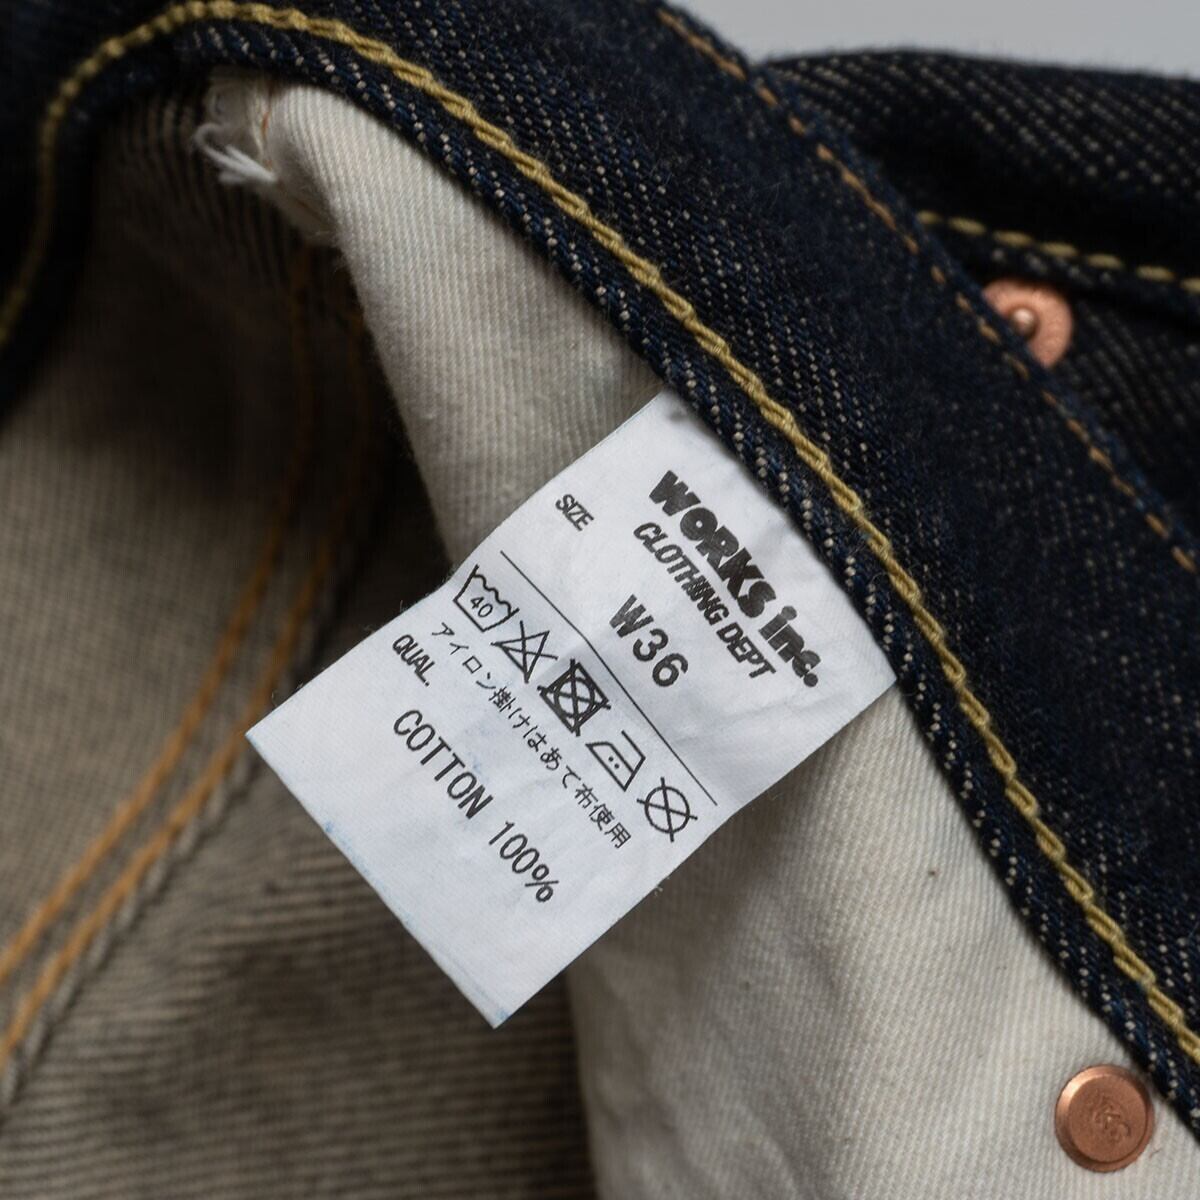 WORKS inc.
CLOTHING DEPT
SIZE
W36
40
アイロン掛けはあて布使用
QUAL.
COTTON 100%